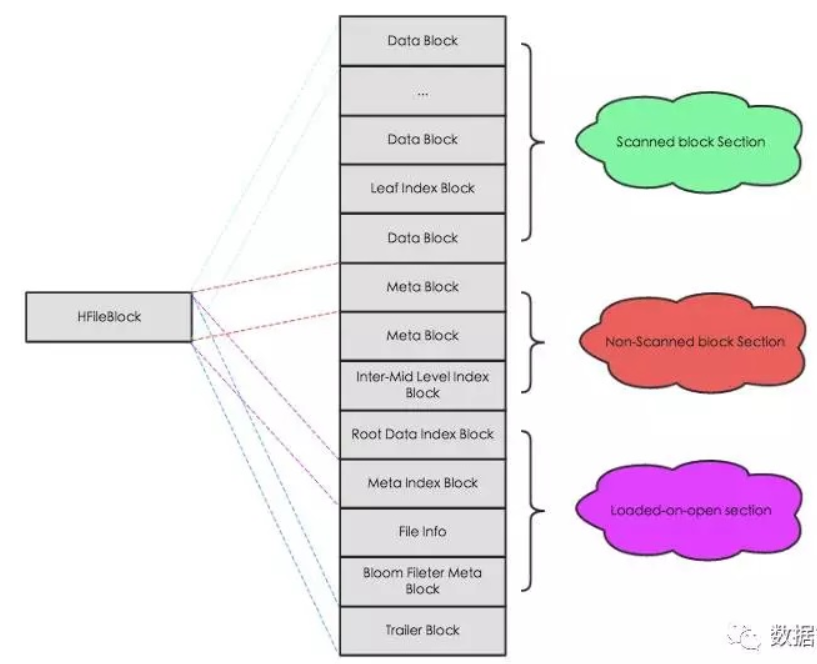 Data Block
...
Data Block
Leaf Index Block
Data Block
Meta Block
Meta Block
Inter-Mid Level Index
Block
Root Data Index Block
Meta Index Block
File Info
Bloom Fileter Meta
Block
Trailer Block
HFileBlock
Scanned block Section
Non-Scanned block Section
Loaded-on-open section
数据